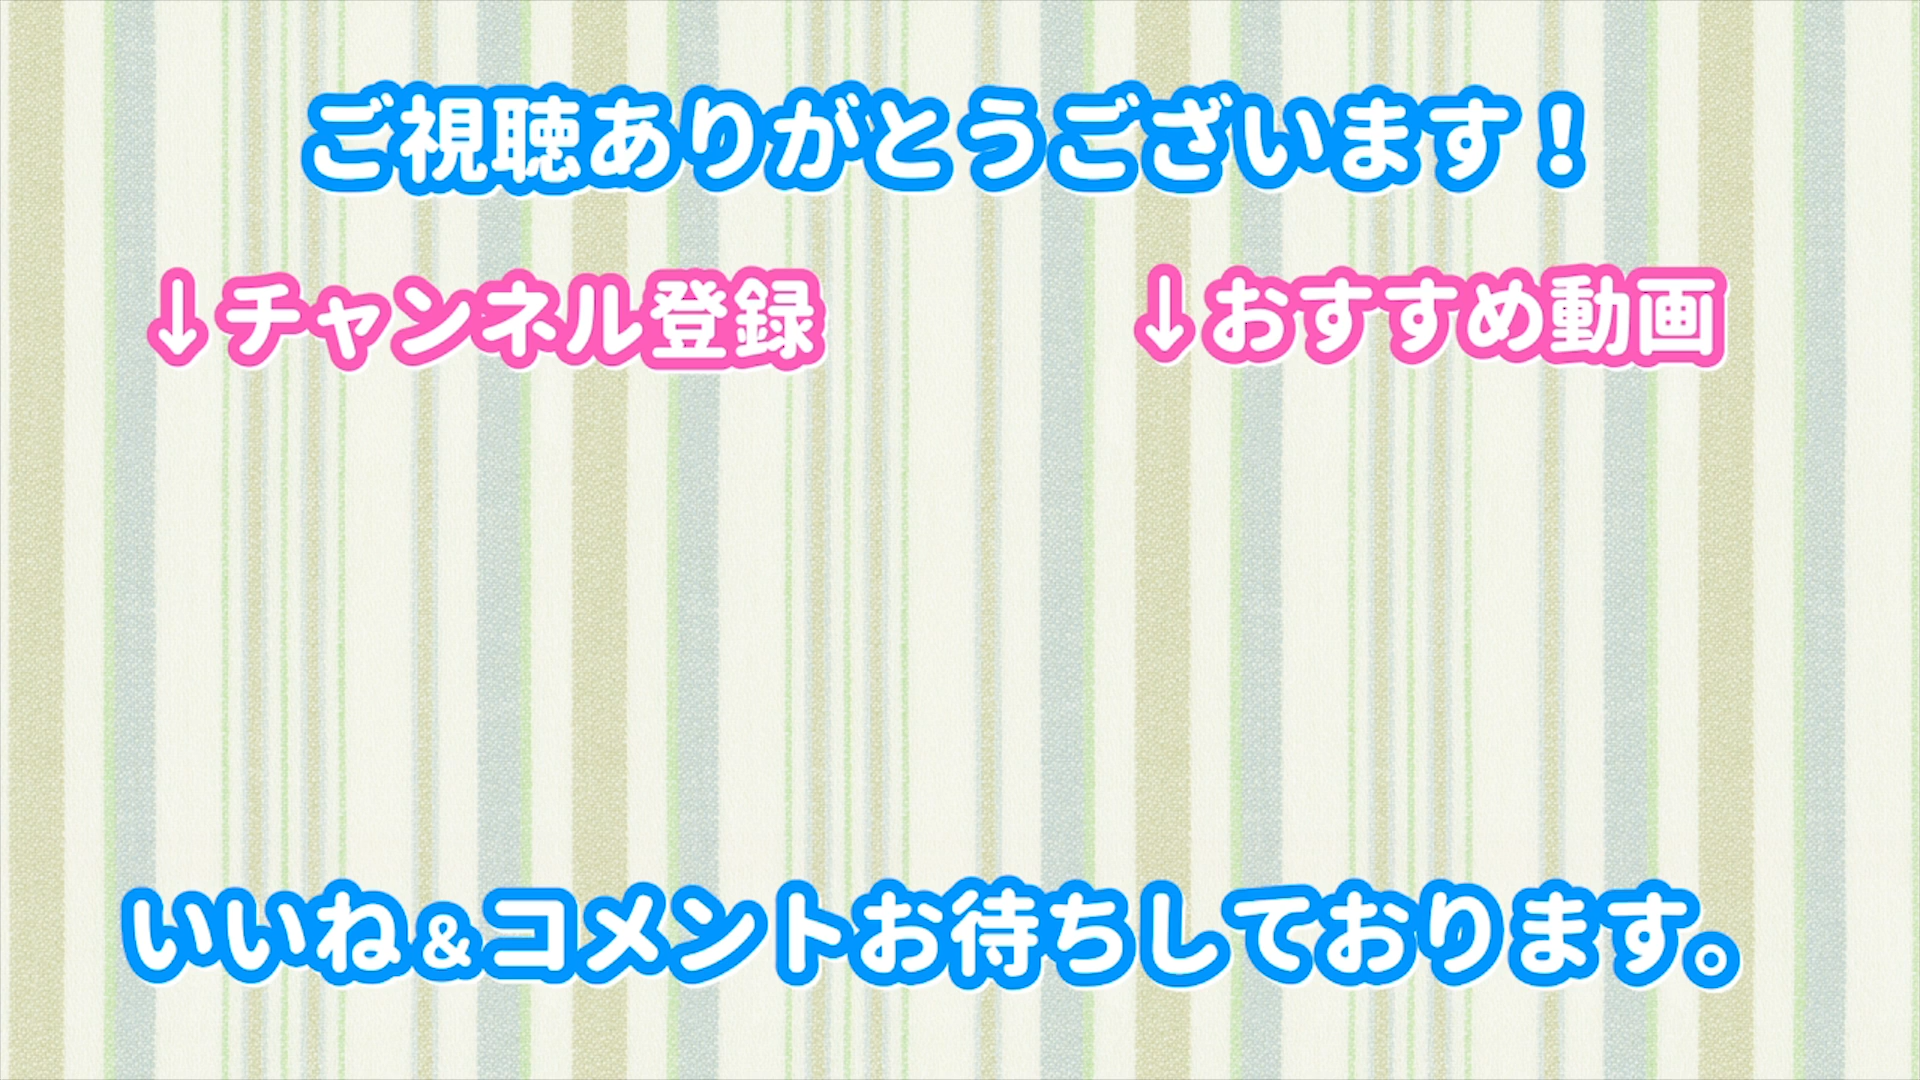 ご視聴ありがとうございます！
↓チャンネル登録
↓おすすめ動画
いいね&コメントお待ちしております。